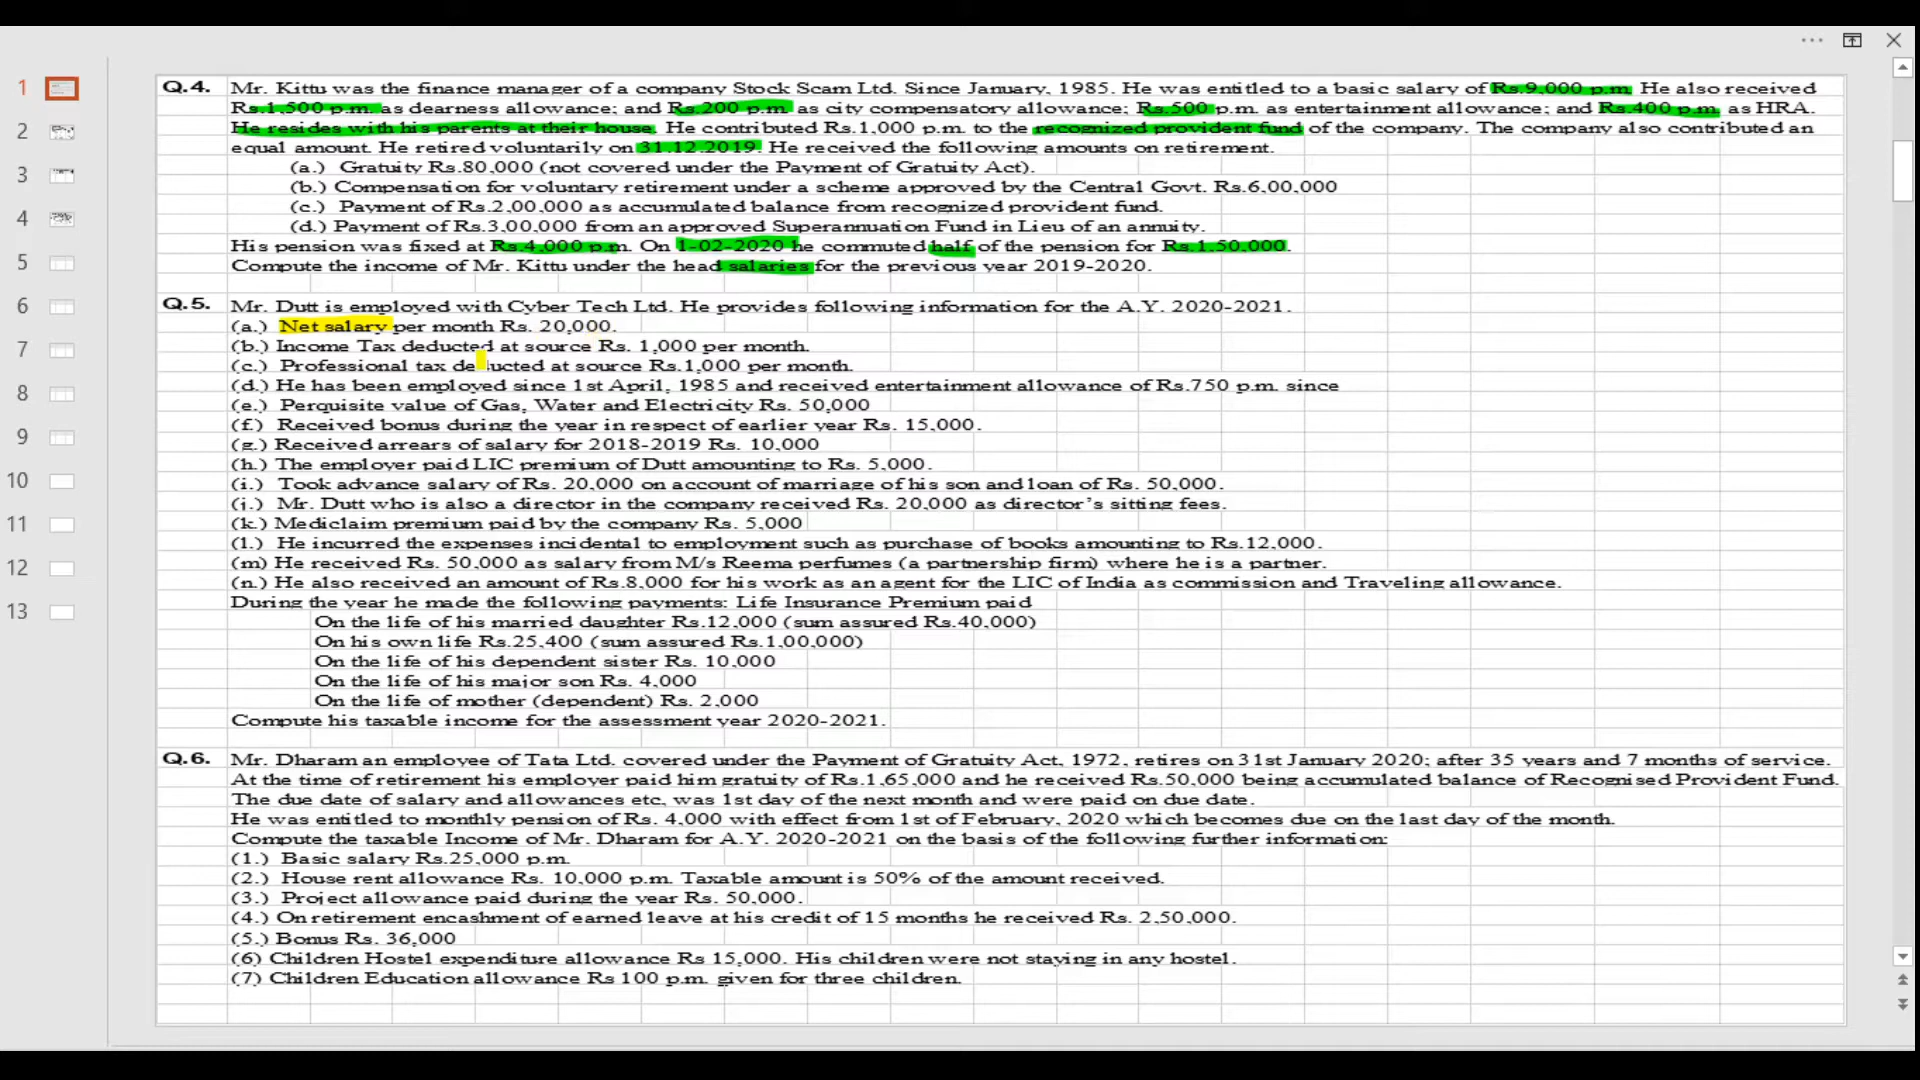 1
2
3
4
5
6
7
8
9
10
11
12
13
Q.4. Mr. Kittu was the finance manager of a company Stock Scam Ltd. Since January, 1985. He was entitled to a basic salary of Rs.9,000 p.m. He also received
Rs.1,500 p.m. as dearness allowance; and Rs.200 p.m. as city compensatory allowance; Rs.500 p.m. as entertainment allowance; and Rs.400 p.m. as HRA.
He resides with his parents at their house. He contributed Rs.1,000 p.m. to the recognized provident fund of the company. The company also contributed an
equal amount. He retired voluntarily on 31.12.2019. He received the following amounts on retirement.
(a.) Gratuity Rs.80,000 (not covered under the Payment of Gratuity Act).
(b.) Compensation for voluntary retirement under a scheme approved by the Central Govt. Rs.6,00,000
(c.) Payment of Rs.2,00,000 as accumulated balance from recognized provident fund.
(d.) Payment of Rs.3,00,000 from an approved Superannuation Fund in Lieu of an annuity.
His pension was fixed at Rs.4,000 p.m. On 1-02-2020 he commuted half of the pension for Rs.1,50,000.
Compute the income of Mr. Kittu under the head salaries for the previous year 2019-2020.
Q.5. Mr. Dutt is employed with Cyber Tech Ltd. He provides following information for the A.Y. 2020-2021.
(a.) Net salary per month Rs. 20,000.
(b.) Income Tax deducted at source Rs. 1,000 per month.
(c.) Professional tax deducted at source Rs.1,000 per month.
(d.) He has been employed since 1st April, 1985 and received entertainment allowance of Rs.750 p.m. since
(e.) Perquisite value of Gas, Water and Electricity Rs. 50,000
(f.) Received bonus during the year in respect of earlier year Rs. 15,000.
(g.) Received arrears of salary for 2018-2019 Rs. 10,000
(h.) The employer paid LIC premium of Dutt amounting to Rs. 5,000.
(i.) Took advance salary of Rs. 20,000 on account of marriage of his son and loan of Rs. 50,000.
(j.) Mr. Dutt who is also a director in the company received Rs. 20,000 as director's sitting fees.
(k.) Mediclaim premium paid by the company Rs. 5,000
(l.) He incurred the expenses incidental to employment such as purchase of books amounting to Rs.12,000.
(m) He received Rs. 50,000 as salary from M/s Reema perfumes (a partnership firm) where he is a partner.
(n.) He also received an amount of Rs.8,000 for his work as an agent for the LIC of India as commission and Traveling allowance.
During the year he made the following payments: Life Insurance Premium paid
On the life of his married daughter Rs.12,000 (sum assured Rs.40,000)
On his own life Rs.25,400 (sum assured Rs.1,00,000)
On the life of his dependent sister Rs. 10,000
On the life of his major son Rs. 4,000
On the life of mother (dependent) Rs. 2,000
Compute his taxable income for the assessment year 2020-2021.
Q.6. Mr. Dharam an employee of Tata Ltd. covered under the Payment of Gratuity Act, 1972, retires on 31st January 2020; after 35 years and 7 months of service.
At the time of retirement his employer paid him gratuity of Rs.1,65,000 and he received Rs.50,000 being accumulated balance of Recognised Provident Fund.
The due date of salary and allowances etc, was 1st day of the next month and were paid on due date.
He was entitled to monthly pension of Rs. 4,000 with effect from 1st of February, 2020 which becomes due on the last day of the month.
Compute the taxable Income of Mr. Dharam for A.Y. 2020-2021 on the basis of the following further information:
(1.) Basic salary Rs.25,000 p.m.
(2.) House rent allowance Rs. 10,000 p.m. Taxable amount is 50% of the amount received.
(3.) Project allowance paid during the year Rs. 50,000.
(4.) On retirement encashment of earned leave at his credit of 15 months he received Rs. 2,50,000.
(5.) Bonus Rs. 36,000
(6) Children Hostel expenditure allowance Rs 15,000. His children were not staying in any hostel.
(7) Children Education allowance Rs 100 p.m. given for three children.